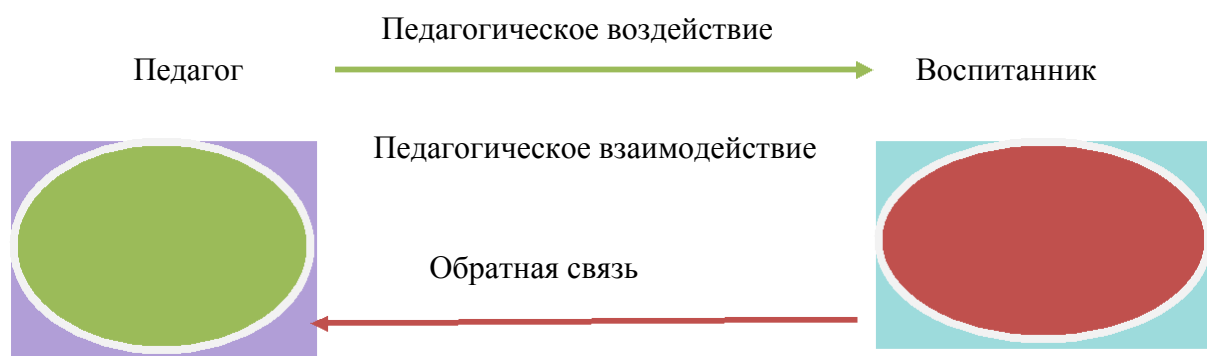 Педагогическое воздействие
Педагог
Воспитанник
Педагогическое взаимодействие
Обратная связь